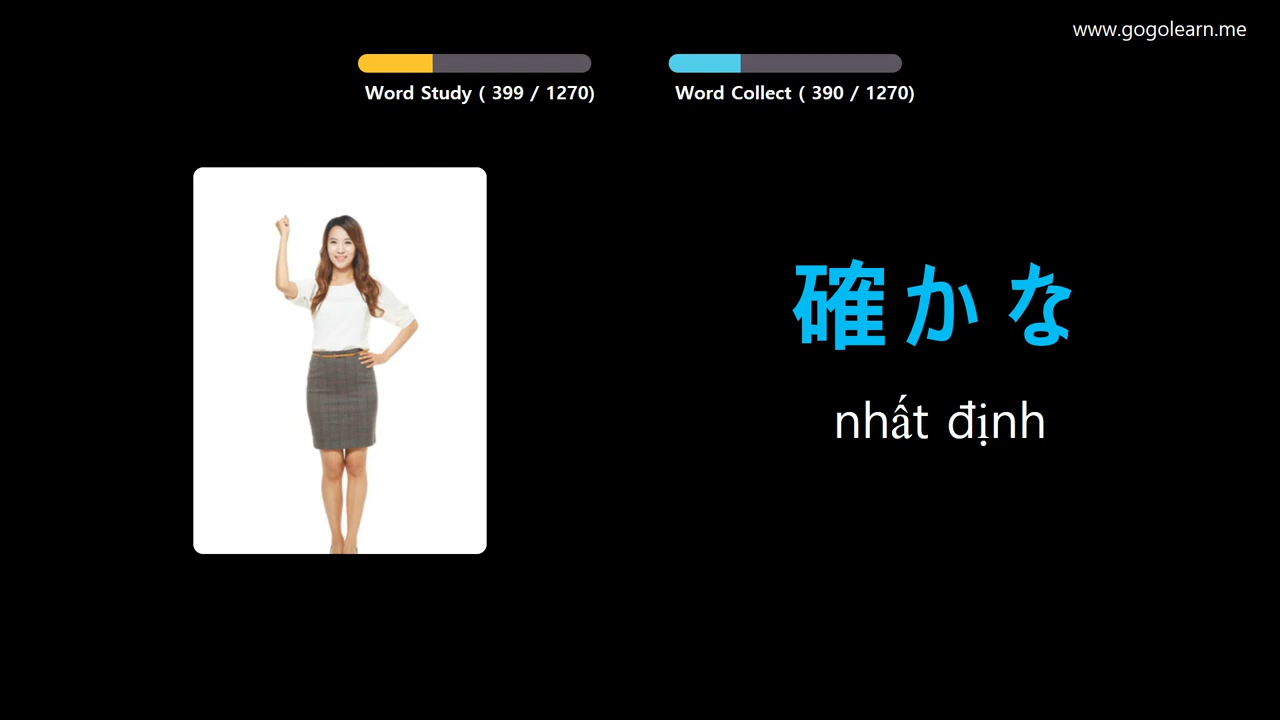 www.gogolearn.me
Word Study ( 399 / 1270)
Word Collect ( 390 / 1270)
確かな
nhất định